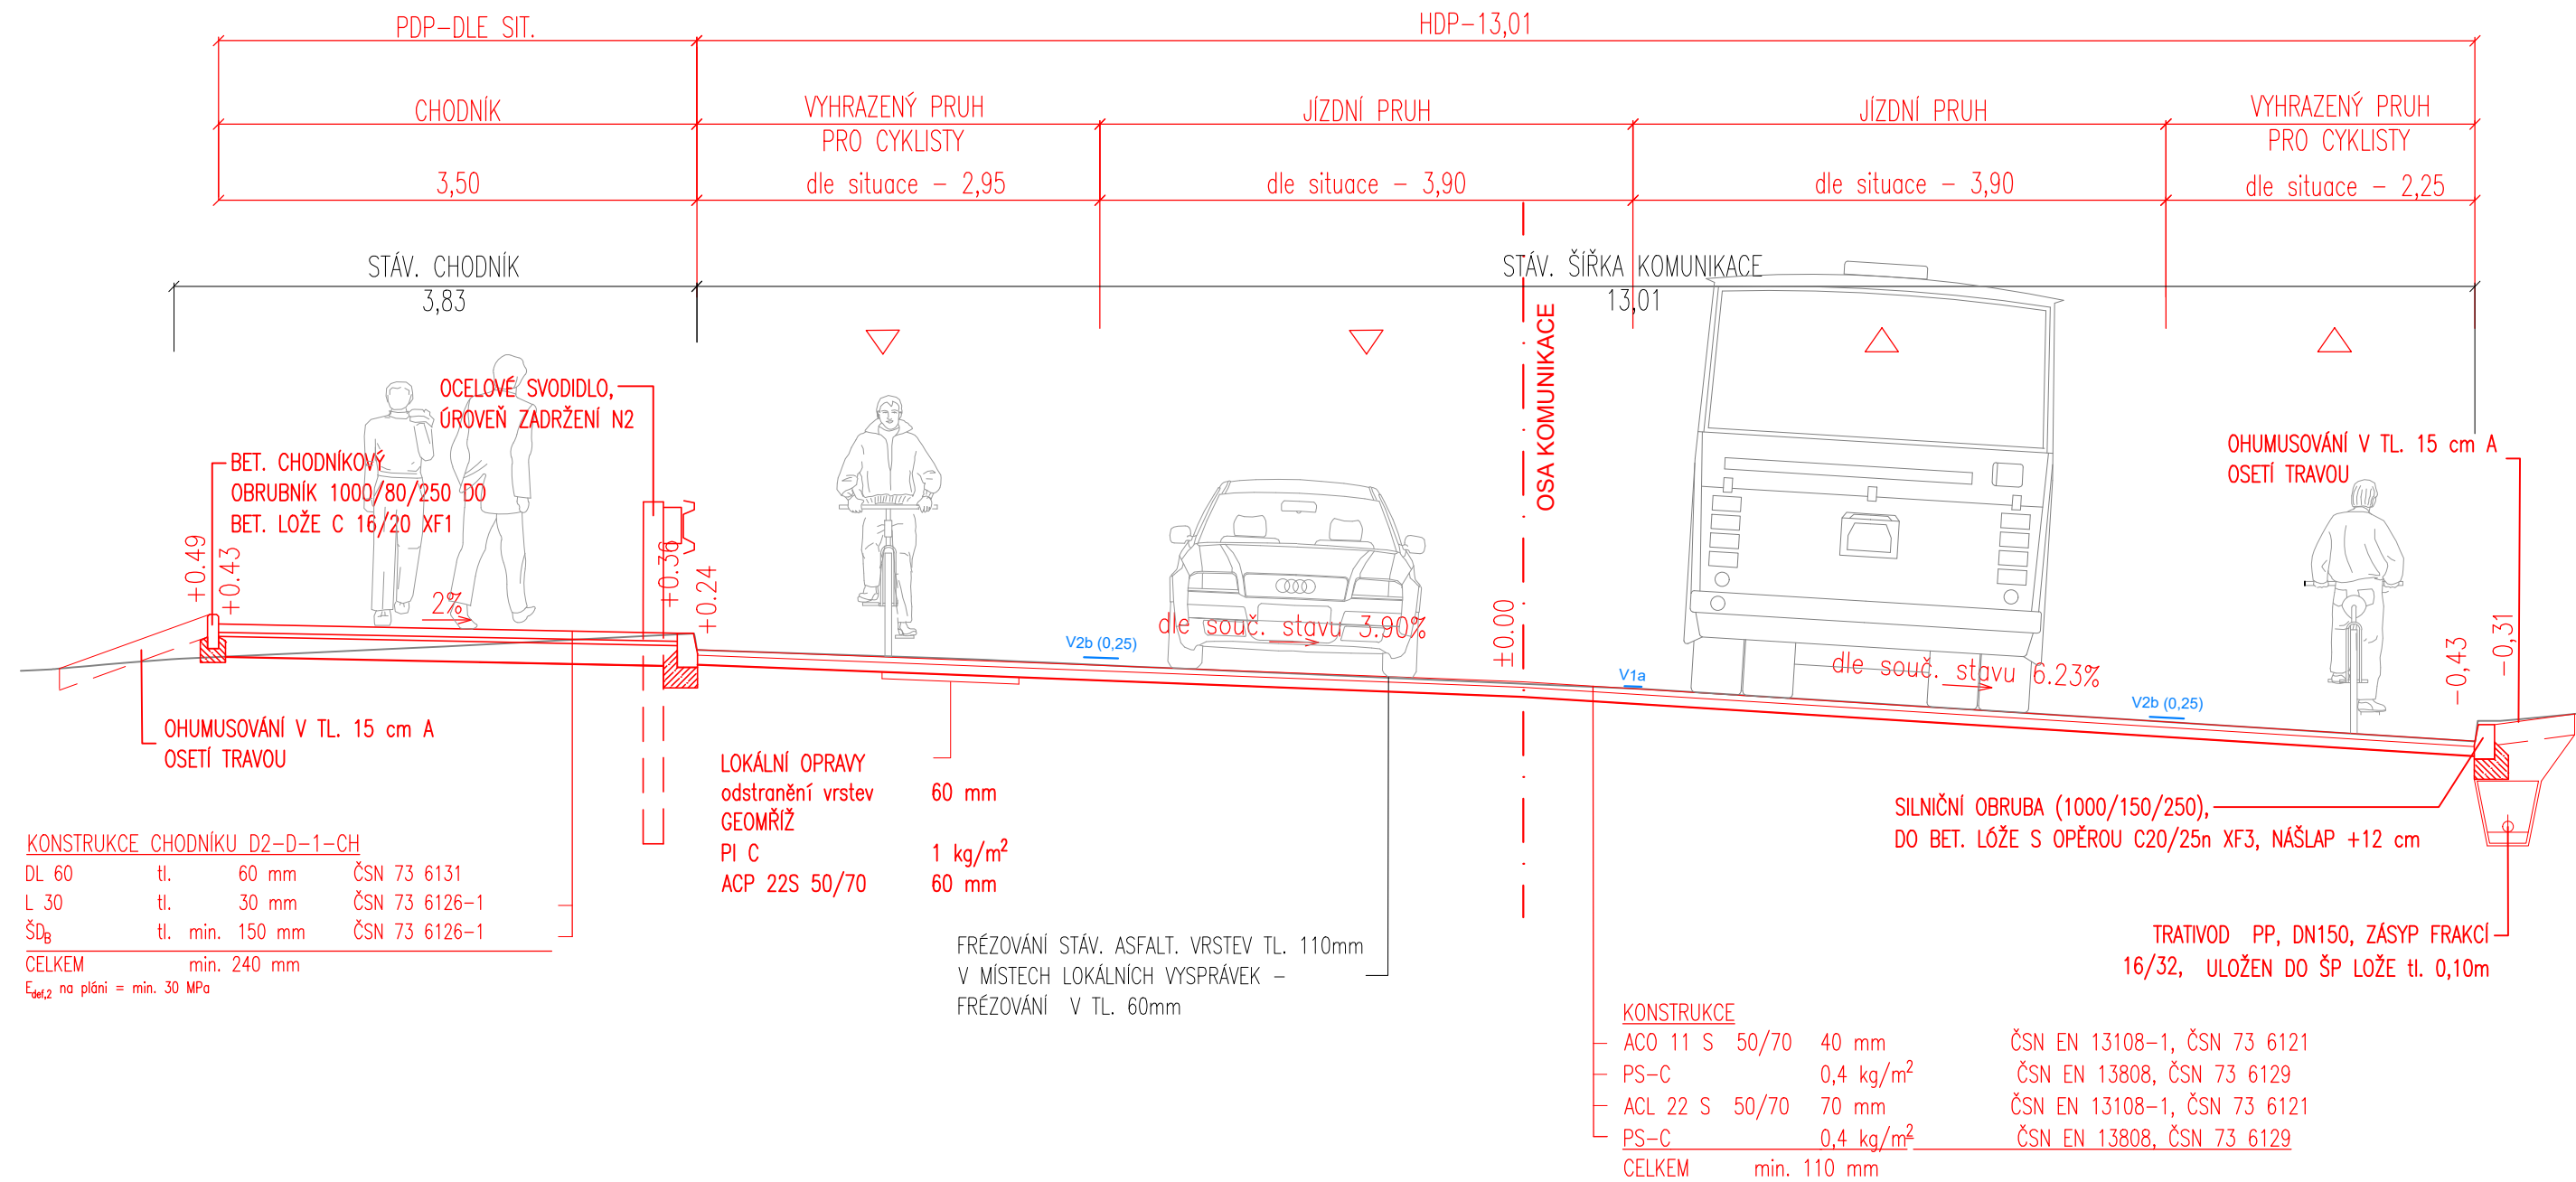 PDP-DLE SIT.
HDP-13,01
CHODNÍK
VYHRAZENÝ PRUH
PRO CYKLISTY
JÍZDNÍ PRUH
JÍZDNÍ PRUH
VYHRAZENÝ PRUH
PRO CYKLISTY
3,50
dle situace - 2,95
dle situace - 3,90
dle situace - 3,90
dle situace - 2,25
STÁV. CHODNÍK
3,83
STÁV. ŠÍŘKA KOMUNIKACE
13,01
OSA KOMUNIKACE
OCELOVÉ SVODIDLO,
ÚROVEŇ ZADRŽENÍ N2
BET. CHODNÍKOVÝ
OBRUBNÍK 1000/80/250 DO
BET. LOŽE C 16/20 XF1
OHUMUSOVÁNÍ V TL. 15 cm A
OSETÍ TRAVOU
+0.49
+0.43
2%
+0.36
+0.24
V2b (0,25)
dle souč. stavu 3.90%
±0.00
V1a
dle souč. stavu 6.23%
V2b (0,25)
-0,43
-0,31
OHUMUSOVÁNÍ V TL. 15 cm A
OSETÍ TRAVOU
LOKÁLNÍ OPRAVY
odstranění vrstev 60 mm
GEOMŘÍŽ
PI C 1 kg/m²
ACP 22S 50/70 60 mm
SILNIČNÍ OBRUBA (1000/150/250),
DO BET. LÓŽE S OPĚROU C20/25n XF3, NÁŠLAP +12 cm
KONSTRUKCE CHODNÍKU D2-D-1-CH
DL 60 tl. 60 mm ČSN 73 6131
L 30 tl. 30 mm ČSN 73 6126-1
ŠDB tl. min. 150 mm ČSN 73 6126-1
CELKEM min. 240 mm
Edef,2 na pláni = min. 30 MPa
FRÉZOVÁNÍ STÁV. ASFALT. VRSTEV TL. 110mm
V MÍSTECH LOKÁLNÍCH VYSPRÁVEK -
FRÉZOVÁNÍ V TL. 60mm
TRATIVOD PP, DN150, ZÁSYP FRAKCÍ
16/32, ULOŽEN DO ŠP LOŽE tl. 0,10m
KONSTRUKCE
ACO 11 S 50/70 40 mm ČSN EN 13108-1, ČSN 73 6121
PS-C 0,4 kg/m² ČSN EN 13808, ČSN 73 6129
ACL 22 S 50/70 70 mm ČSN EN 13108-1, ČSN 73 6121
PS-C 0,4 kg/m² ČSN EN 13808, ČSN 73 6129
CELKEM min. 110 mm